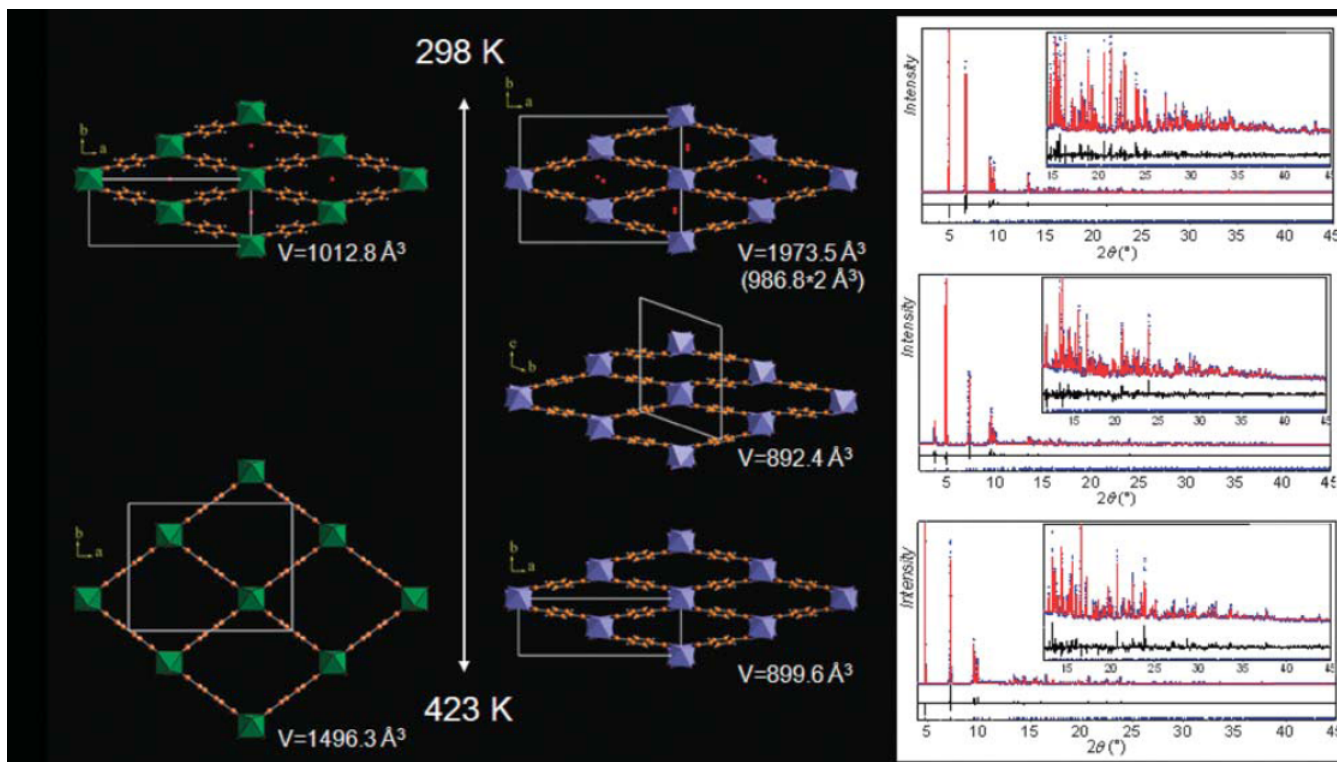 298 K
b
a
V=1012.8 Å³
b
a
V=1973.5 Å³
(986.8*2 Å³)
c
b
V=892.4 Å³
b
a
V=1496.3 Å³
b
a
V=899.6 Å³
423 K
Intensity
15 20 25 30 35 40 45
5 10 15 20 25 30 35 40 45
2θ(°)
Intensity
15 20 25 30 35 40 45
5 10 15 20 25 30 35 40 45
2θ(°)
Intensity
15 20 25 30 35 40 45
5 10 15 20 25 30 35 40 45
2θ(°)